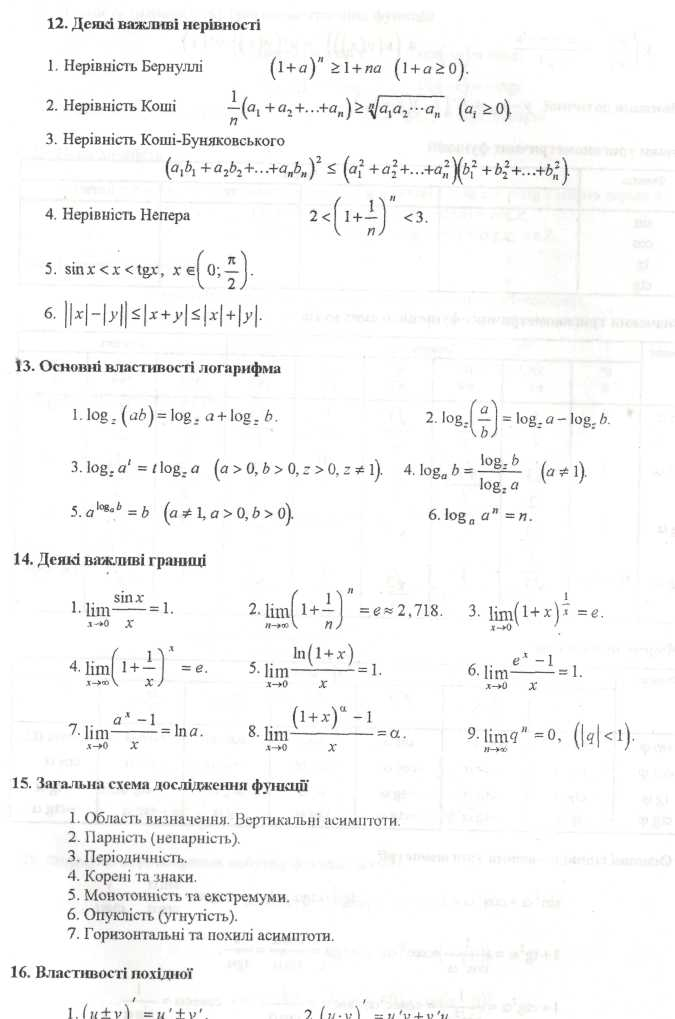 12. Деякі важливі нерівності
1. Нерівність Бернуллі (1+a)^n ≥ 1+na (1+a ≥ 0).
2. Нерівність Коші 1/n (a₁ + a₂ +...+a_n) ≥ ⁿ√(a₁a₂⋯a_n) (a_i ≥ 0).
3. Нерівність Коші-Буняковського
(a₁b₁ + a₂b₂ +...+a_nb_n)² ≤ (a₁² + a₂² +...+a_n²)(b₁² + b₂² +...+b_n²).
4. Нерівність Непера 2 < (1+1/n)^n < 3.
5. sin x < x < tgx, x ∈ (0; π/2).
6. ||x|−|y|| ≤ |x+y| ≤ |x|+|y|.
13. Основні властивості логарифма
1. log_z (ab) = log_z a + log_z b. 2. log_z (a/b) = log_z a − log_z b.
3. log_z a^t = t log_z a (a > 0, b > 0, z > 0, z ≠ 1). 4. log_a b = log_z b / log_z a (a ≠ 1).
5. a^(log_a b) = b (a ≠ 1, a > 0, b > 0). 6. log_a a^n = n.
14. Деякі важливі границі
1. lim_(x→0) sin x / x = 1. 2. lim_(n→∞) (1+1/n)^n = e ≈ 2,718. 3. lim_(x→0) (1+x)^(1/x) = e.
4. lim_(x→∞) (1+1/x)^x = e. 5. lim_(x→0) ln(1+x) / x = 1. 6. lim_(x→0) (e^x −1) / x = 1.
7. lim_(x→0) (a^x −1) / x = ln a. 8. lim_(x→0) ((1+x)^α −1) / x = α. 9. lim_(n→∞) q^n = 0, (|q| < 1).
15. Загальна схема дослідження функції
1. Область визначення. Вертикальні асимптоти.
2. Парність (непарність).
3. Періодичність.
4. Корені та знаки.
5. Монотонність та екстремуми.
6. Опуклість (угнутість).
7. Горизонтальні та похилі асимптоти.
16. Властивості похідної
1. (u ± v)′ = u′ ± v′. 2. (u·v)′ = u′v + v′u